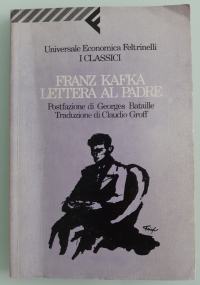 Universale Economica Feltrinelli
I CLASSICI
FRANZ KAFKA
LETTERA AL PADRE
Postfazione di Georges Bataille
Traduzione di Claudio Groff